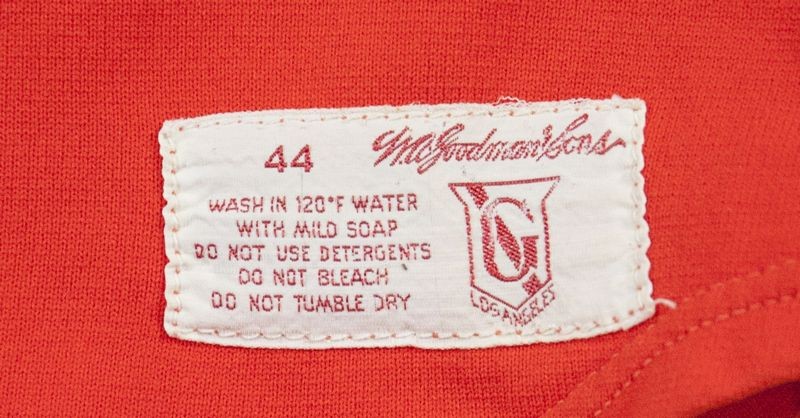 44
McGoodman & Sons
WASH IN 120°F WATER
WITH MILD SOAP
DO NOT USE DETERGENTS
DO NOT BLEACH
DO NOT TUMBLE DRY
G
LOS ANGELES